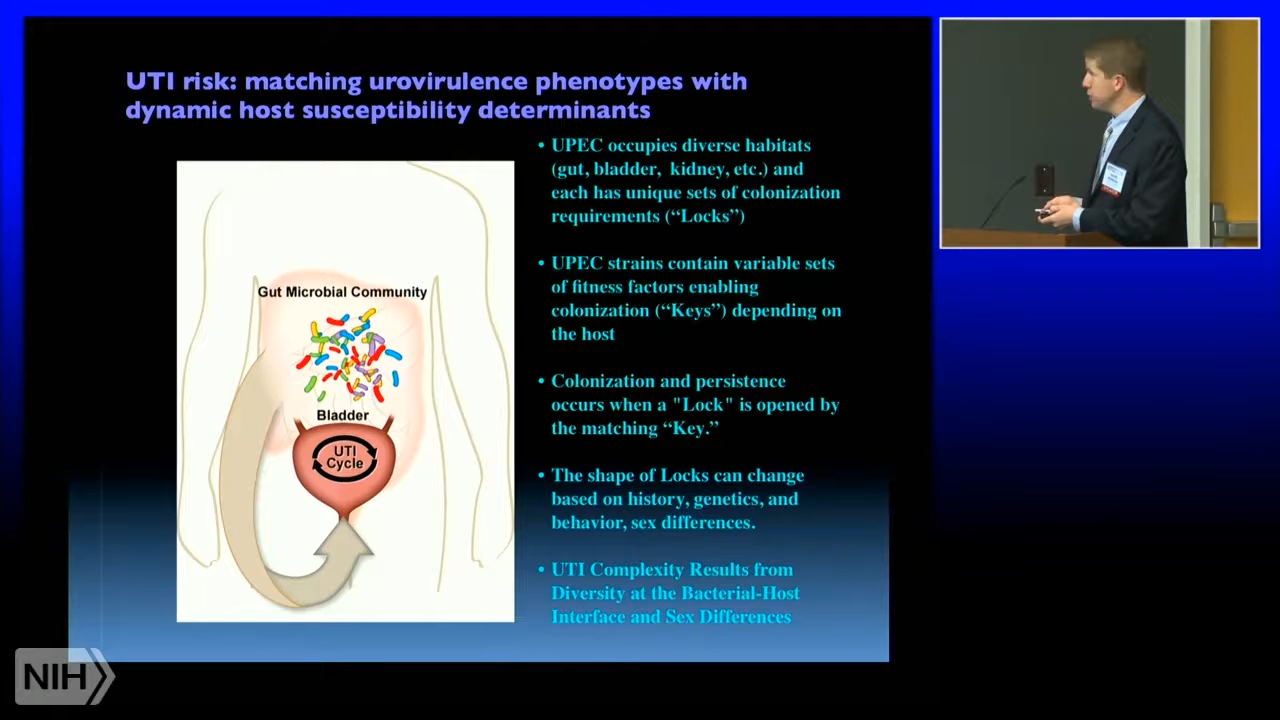 UTI risk: matching urovirulence phenotypes with
dynamic host susceptibility determinants
• UPEC occupies diverse habitats
(gut, bladder, kidney, etc.) and
each has unique sets of colonization
requirements (“Locks”)
• UPEC strains contain variable sets
of fitness factors enabling
colonization (“Keys”) depending on
the host
• Colonization and persistence
occurs when a "Lock" is opened by
the matching “Key.”
• The shape of Locks can change
based on history, genetics, and
behavior, sex differences.
• UTI Complexity Results from
Diversity at the Bacterial-Host
Interface and Sex Differences
Gut Microbial Community
Bladder
UTI
Cycle
NIH